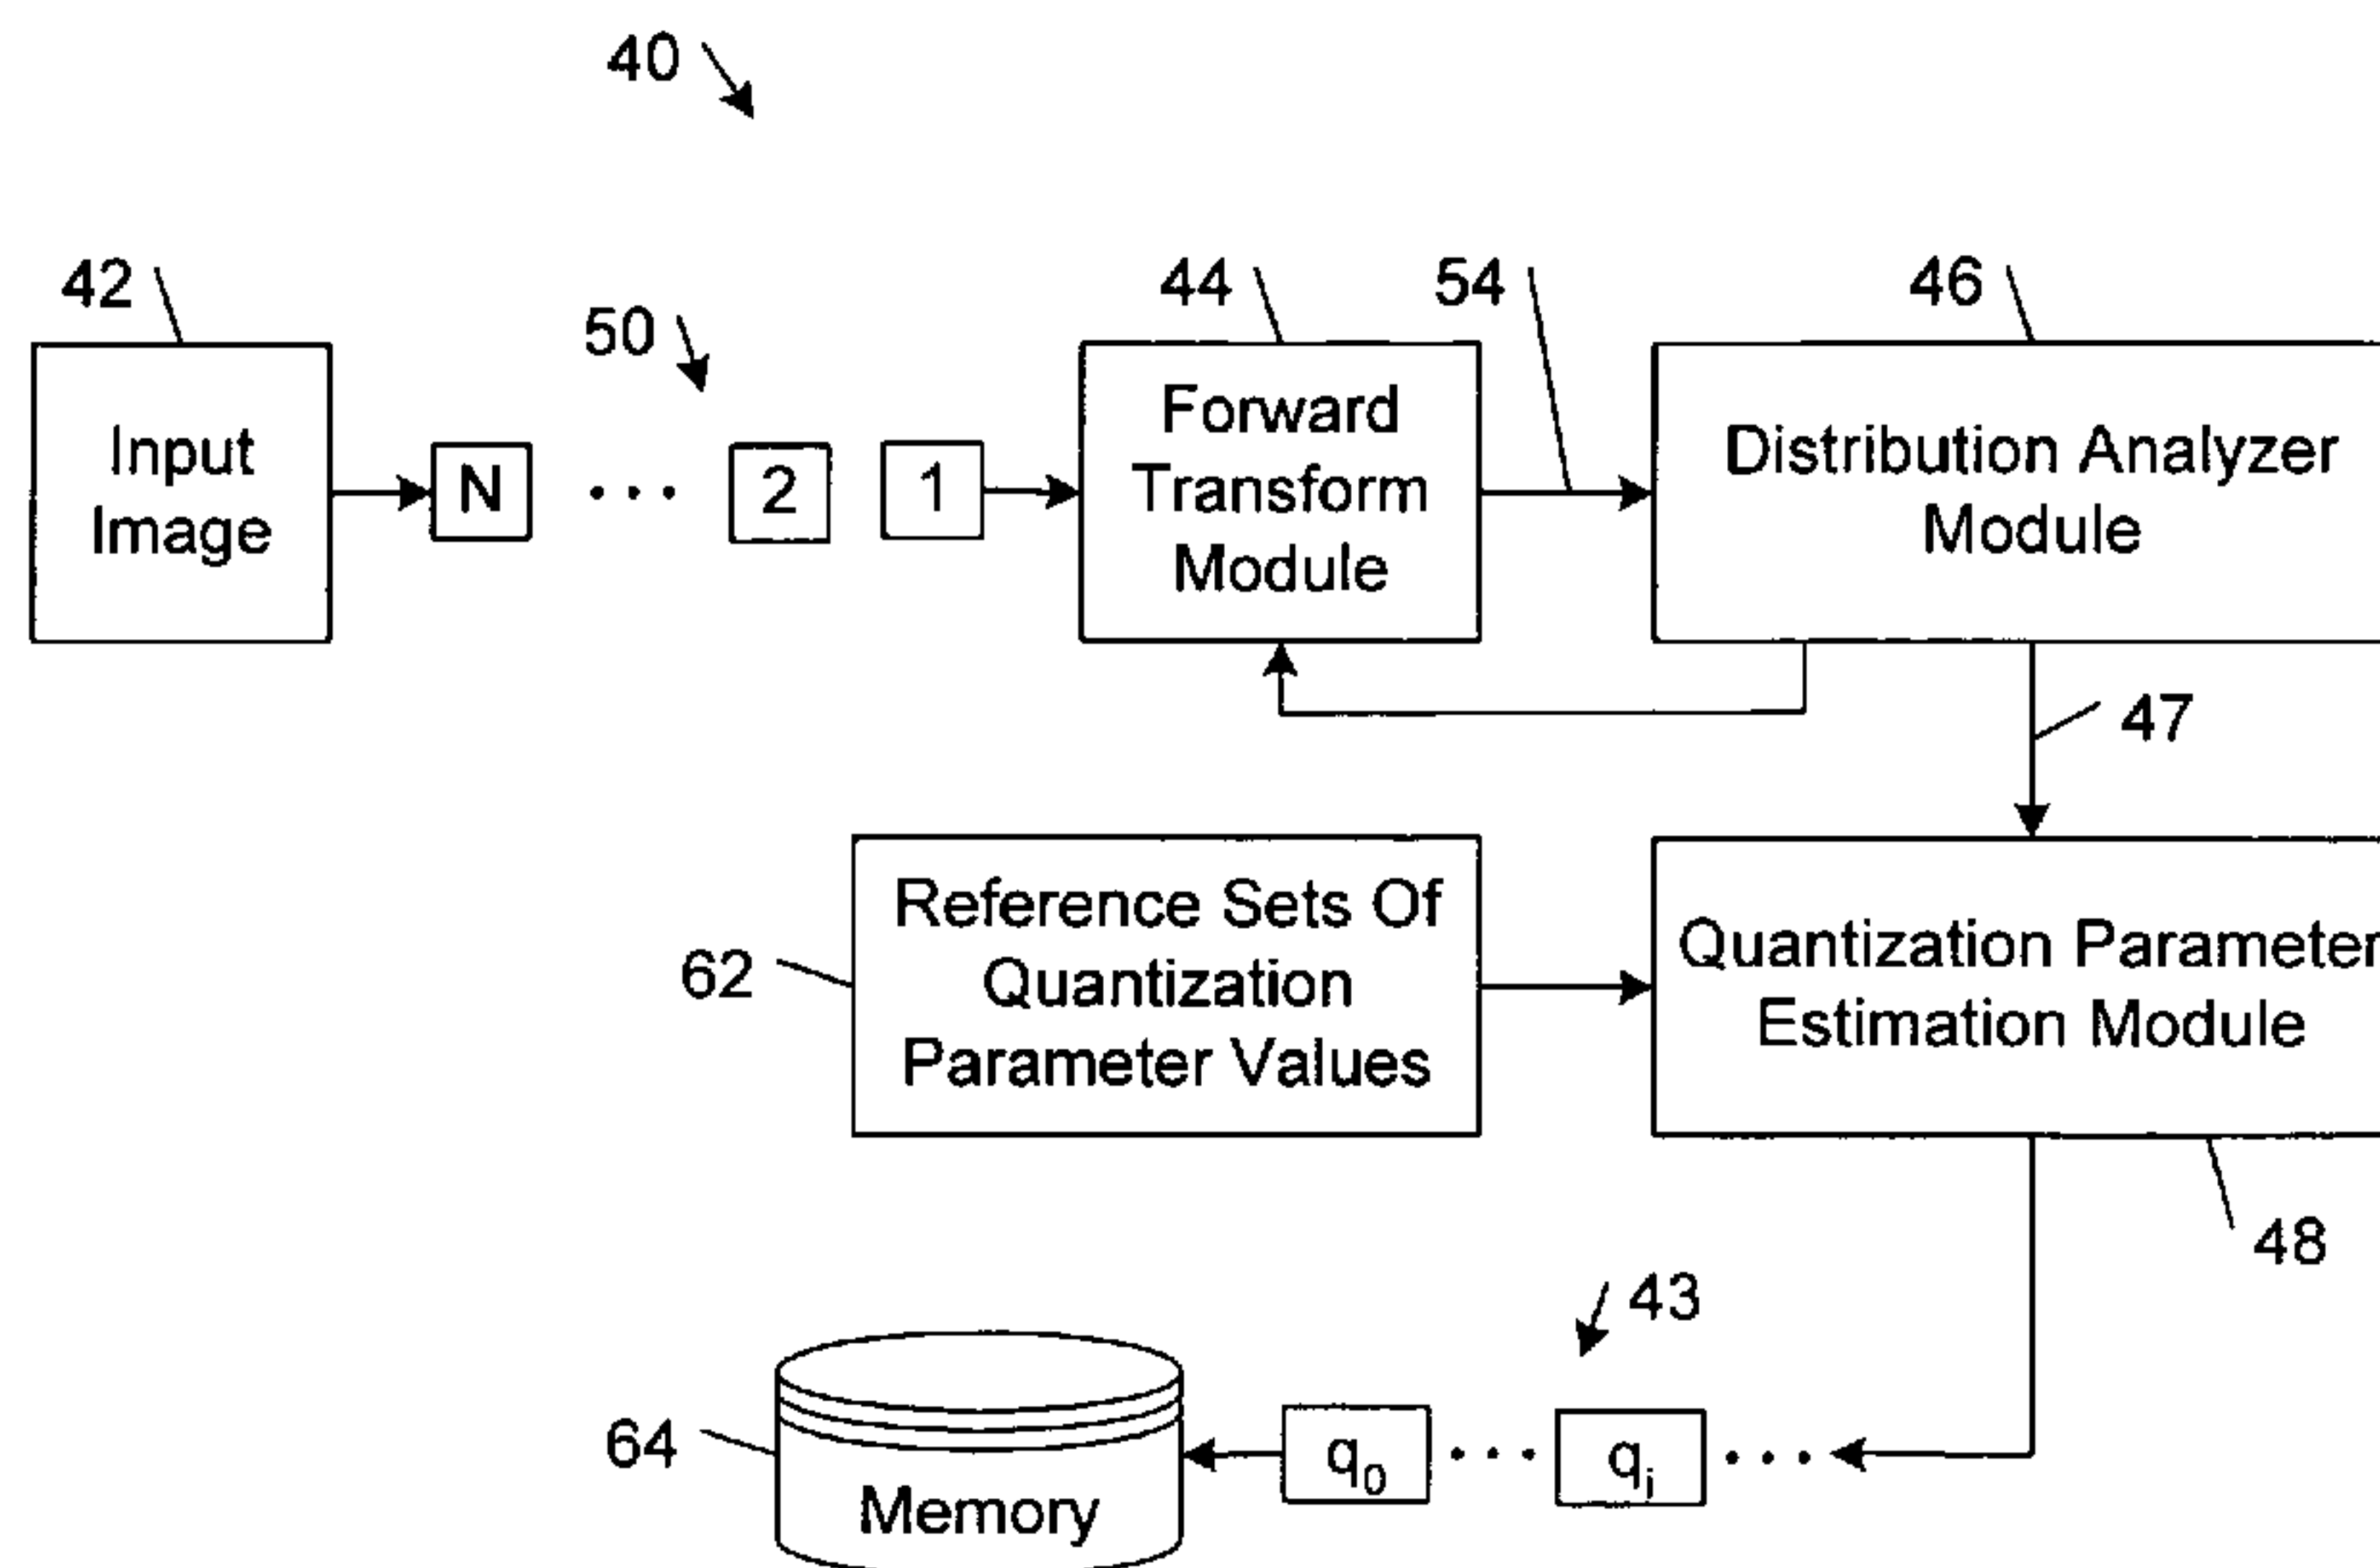 40
42
50
44
54
46
Input
Image
N
...
2
1
Forward
Transform
Module
Distribution Analyzer
Module
47
62
Reference Sets Of
Quantization
Parameter Values
Quantization Parameter
Estimation Module
48
43
64
Memory
q0
...
qj
...